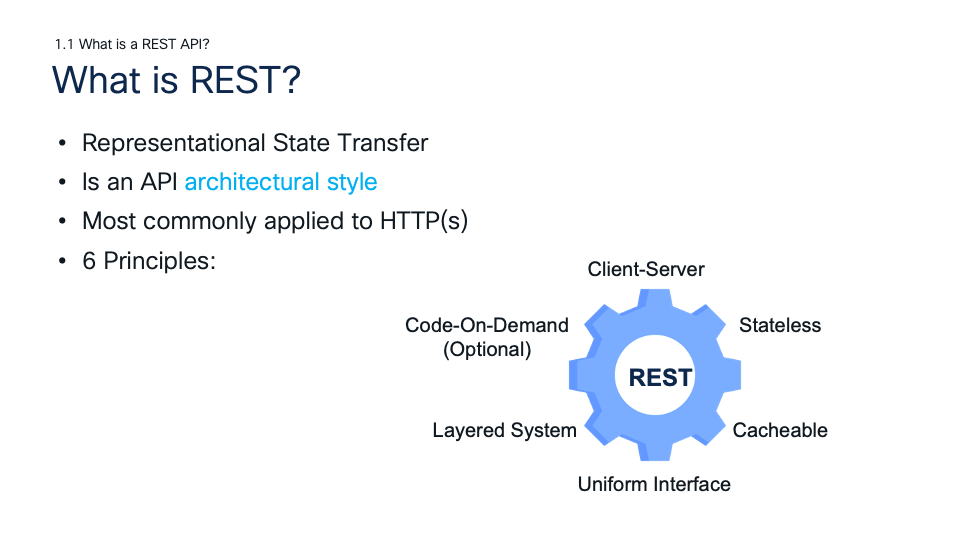 1.1 What is a REST API?
What is REST?
• Representational State Transfer
• Is an API architectural style
• Most commonly applied to HTTP(s)
• 6 Principles:
Client-Server
Code-On-Demand
(Optional)
Stateless
REST
Layered System
Cacheable
Uniform Interface